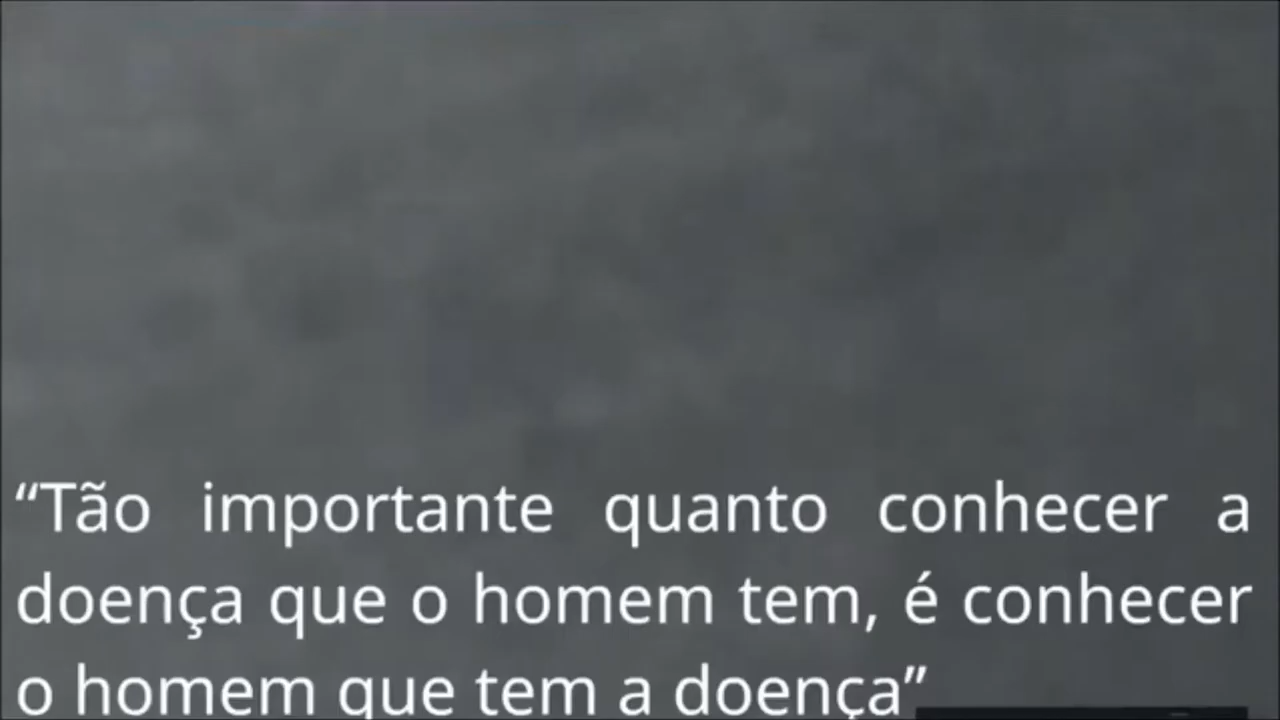 “Tão importante quanto conhecer a
doença que o homem tem, é conhecer
o homem que tem a doença”